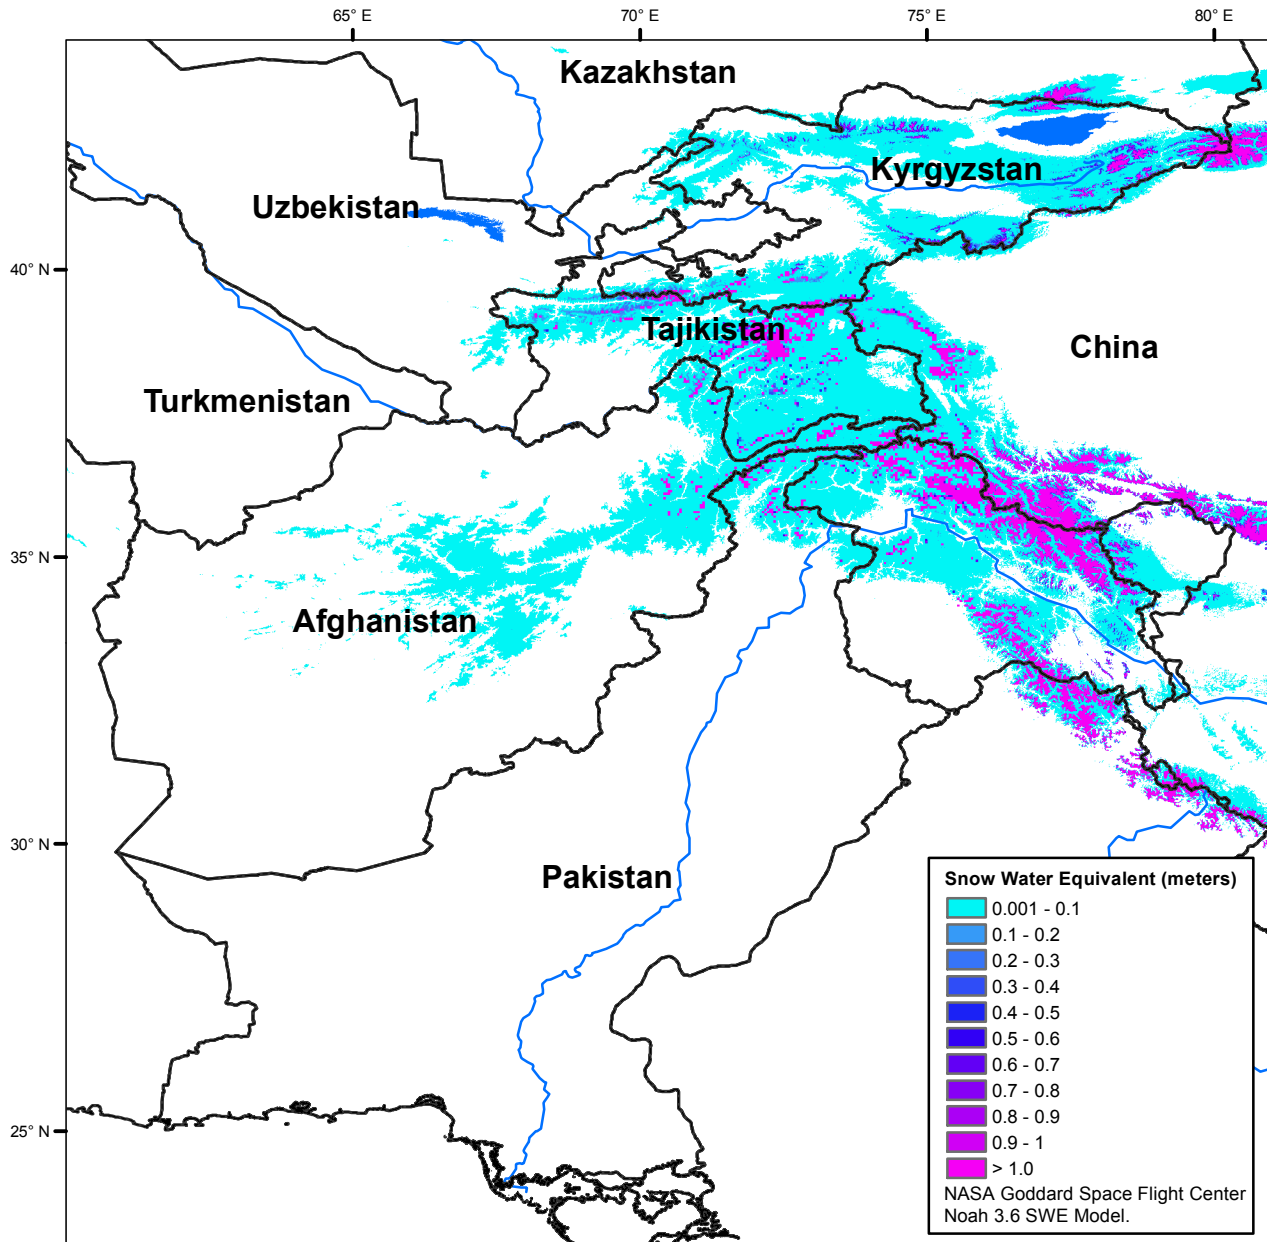 65° E
70° E
75° E
80° E
Kazakhstan
Kyrgyzstan
Uzbekistan
40° N
Tajikistan
China
Turkmenistan
35° N
Afghanistan
30° N
Pakistan
Snow Water Equivalent (meters)
0.001 - 0.1
0.1 - 0.2
0.2 - 0.3
0.3 - 0.4
0.4 - 0.5
0.5 - 0.6
0.6 - 0.7
0.7 - 0.8
0.8 - 0.9
0.9 - 1
> 1.0
25° N
NASA Goddard Space Flight Center
Noah 3.6 SWE Model.